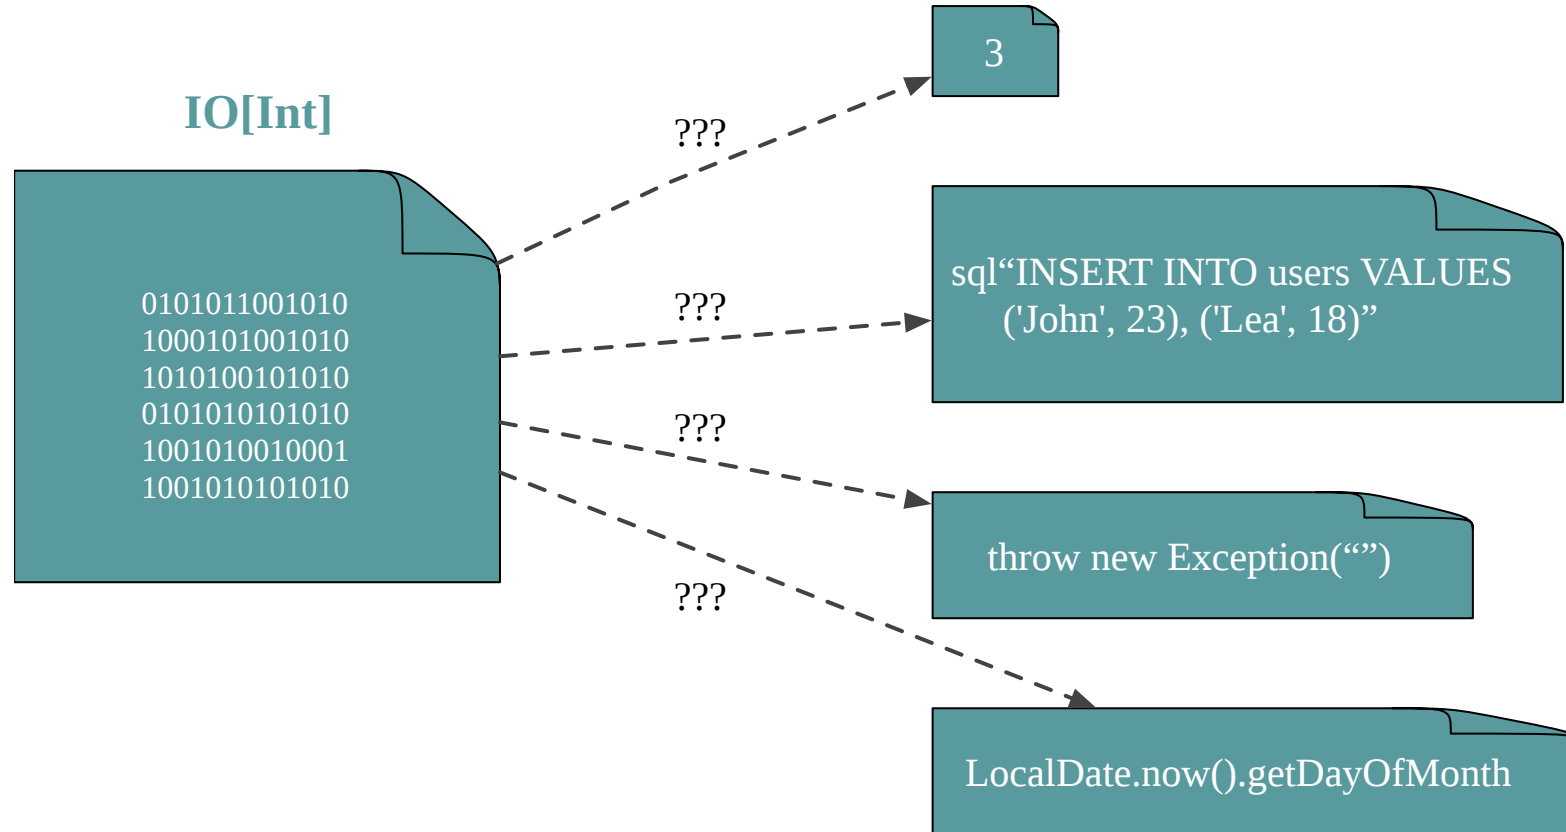 IO[Int]
0101011001010
1000101001010
1010100101010
0101010101010
1001010010001
1001010101010
???
???
???
???
3
sql“INSERT INTO users VALUES
('John', 23), ('Lea', 18)”
throw new Exception(“”)
LocalDate.now().getDayOfMonth